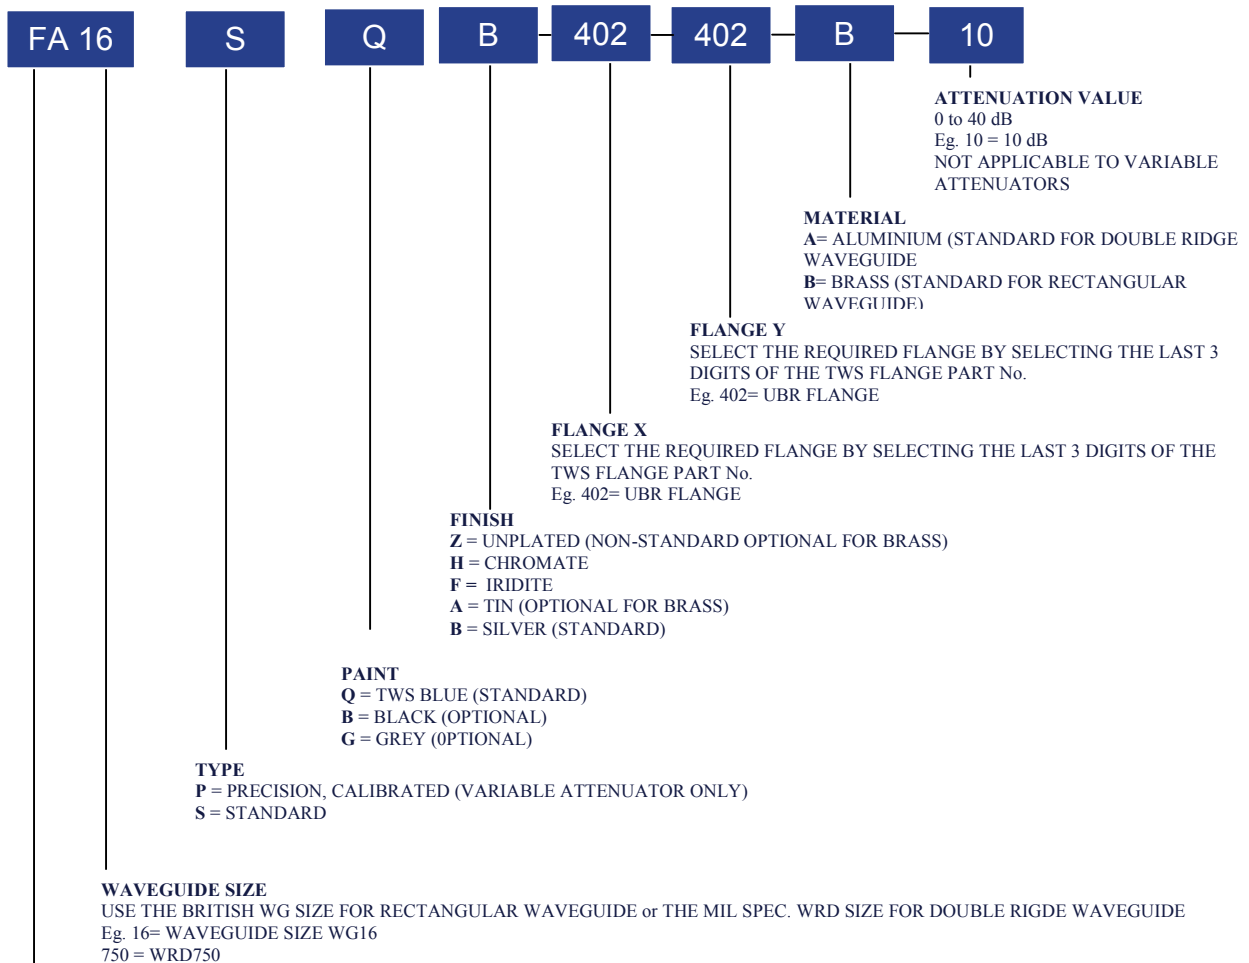 FA 16 S Q B 402 402 B 10
ATTENUATION VALUE
0 to 40 dB
Eg. 10 = 10 dB
NOT APPLICABLE TO VARIABLE
ATTENUATORS
MATERIAL
A= ALUMINIUM (STANDARD FOR DOUBLE RIDGE
WAVEGUIDE
B= BRASS (STANDARD FOR RECTANGULAR
WAVEGUIDE)
FLANGE Y
SELECT THE REQUIRED FLANGE BY SELECTING THE LAST 3
DIGITS OF THE TWS FLANGE PART No.
Eg. 402= UBR FLANGE
FLANGE X
SELECT THE REQUIRED FLANGE BY SELECTING THE LAST 3 DIGITS OF THE
TWS FLANGE PART No.
Eg. 402= UBR FLANGE
FINISH
Z = UNPLATED (NON-STANDARD OPTIONAL FOR BRASS)
H = CHROMATE
F = IRIDITE
A = TIN (OPTIONAL FOR BRASS)
B = SILVER (STANDARD)
PAINT
Q = TWS BLUE (STANDARD)
B = BLACK (OPTIONAL)
G = GREY (0PTIONAL)
TYPE
P = PRECISION, CALIBRATED (VARIABLE ATTENUATOR ONLY)
S = STANDARD
WAVEGUIDE SIZE
USE THE BRITISH WG SIZE FOR RECTANGULAR WAVEGUIDE or THE MIL SPEC. WRD SIZE FOR DOUBLE RIGDE WAVEGUIDE
Eg. 16= WAVEGUIDE SIZE WG16
750 = WRD750